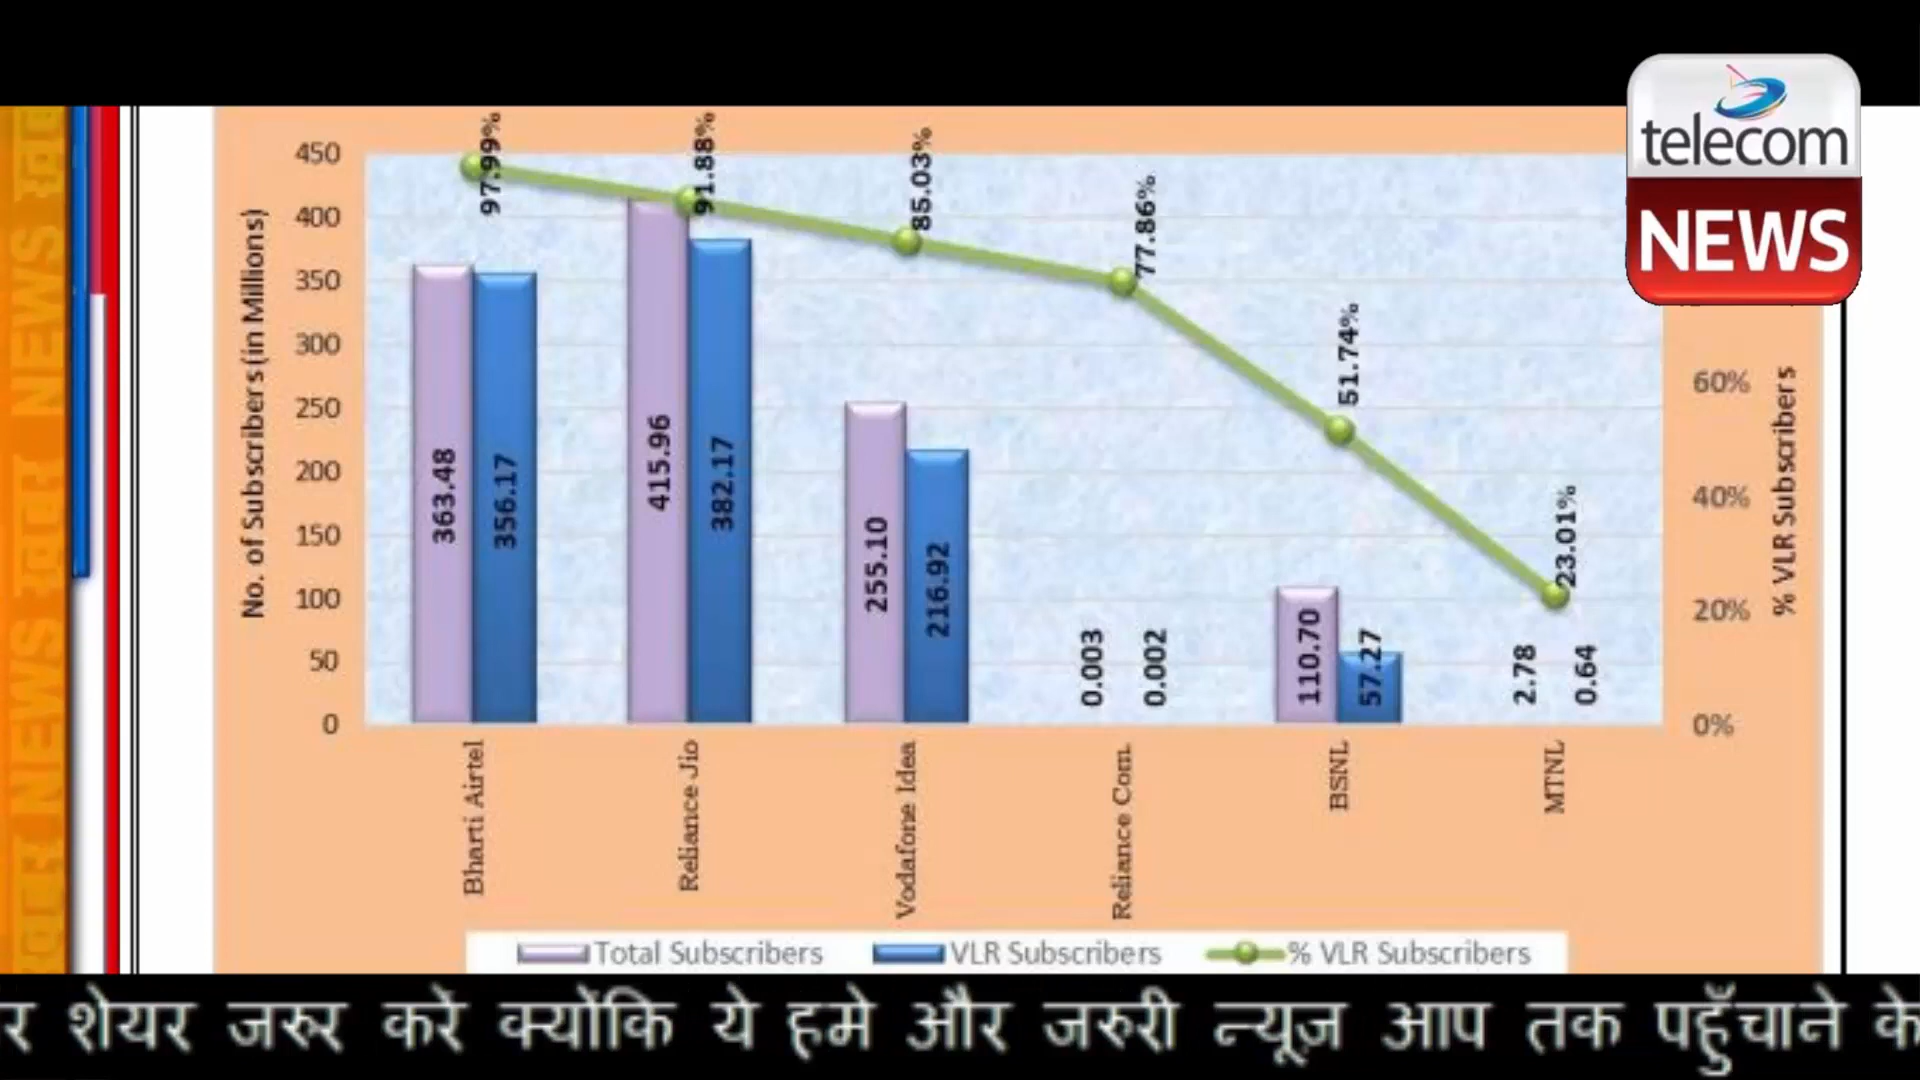 telecom
NEWS
No. of Subscribers (in Millions)
450
400
350
300
250
200
150
100
50
0
97.99%
91.88%
85.03%
77.86%
51.74%
23.01%
363.48
356.17
415.96
382.17
255.10
216.92
0.003
0.002
110.70
57.27
2.78
0.64
60%
40%
20%
0%
% VLR Subscribers
Bharti Airtel
Reliance Jio
Vodafone Idea
Reliance Com.
BSNL
MTNL
Total Subscribers
VLR Subscribers
% VLR Subscribers
शेयर जरुर करें क्योंकि ये हमे और जरुरी न्यूज़ आप तक पहुँचाने के
NEWS
NEWS